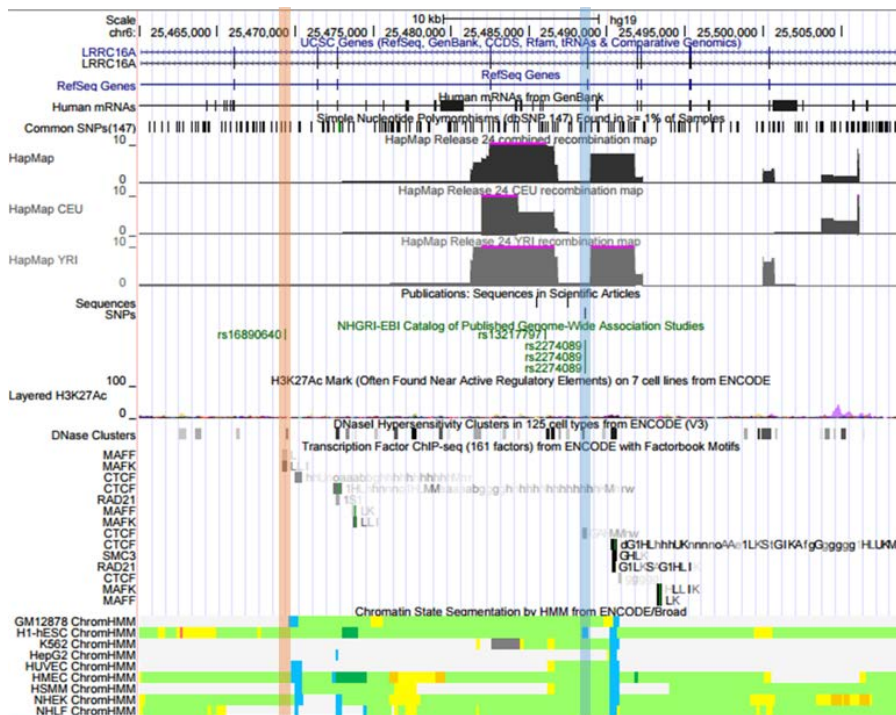 Scale 10 kb hg19
chr6: 25,465,000 25,470,000 25,475,000 25,480,000 25,485,000 25,490,000 25,495,000 25,500,000 25,505,000
UCSC Genes (RefSeq, GenBank, CCDS, Rfam, tRNAs & Comparative Genomics)
LRRC16A
LRRC16A
RefSeq Genes
RefSeq Genes
Human mRNAs from GenBank
Human mRNAs
Simple Nucleotide Polymorphisms (dbSNP 147) Found in >= 1% of Samples
Common SNPs(147)
HapMap Release 24 combined recombination map
10
HapMap
0
HapMap Release 24 CEU recombination map
10
HapMap CEU
0
HapMap Release 24 YRI recombination map
10
HapMap YRI
0
Publications: Sequences in Scientific Articles
Sequences
SNPs
NHGRI-EBI Catalog of Published Genome-Wide Association Studies
rs16890640 rs13217797
rs2274089
rs2274089
rs2274089
H3K27Ac Mark (Often Found Near Active Regulatory Elements) on 7 cell lines from ENCODE
100
Layered H3K27Ac
0
DNaseI Hypersensitivity Clusters in 125 cell types from ENCODE (V3)
DNase Clusters
Transcription Factor ChIP-seq (161 factors) from ENCODE with Factorbook Motifs
MAFF
MAFK
CTCF
CTCF
RAD21
MAFF LK
MAFK
CTCF
CTCF
SMC3
RAD21
CTCF
MAFK
MAFF LK
Chromatin State Segmentation by HMM from ENCODE/Broad
GM12878 ChromHMM
H1-hESC ChromHMM
K562 ChromHMM
HepG2 ChromHMM
HUVEC ChromHMM
HMEC ChromHMM
HSMM ChromHMM
NHEK ChromHMM
NHLF ChromHMM